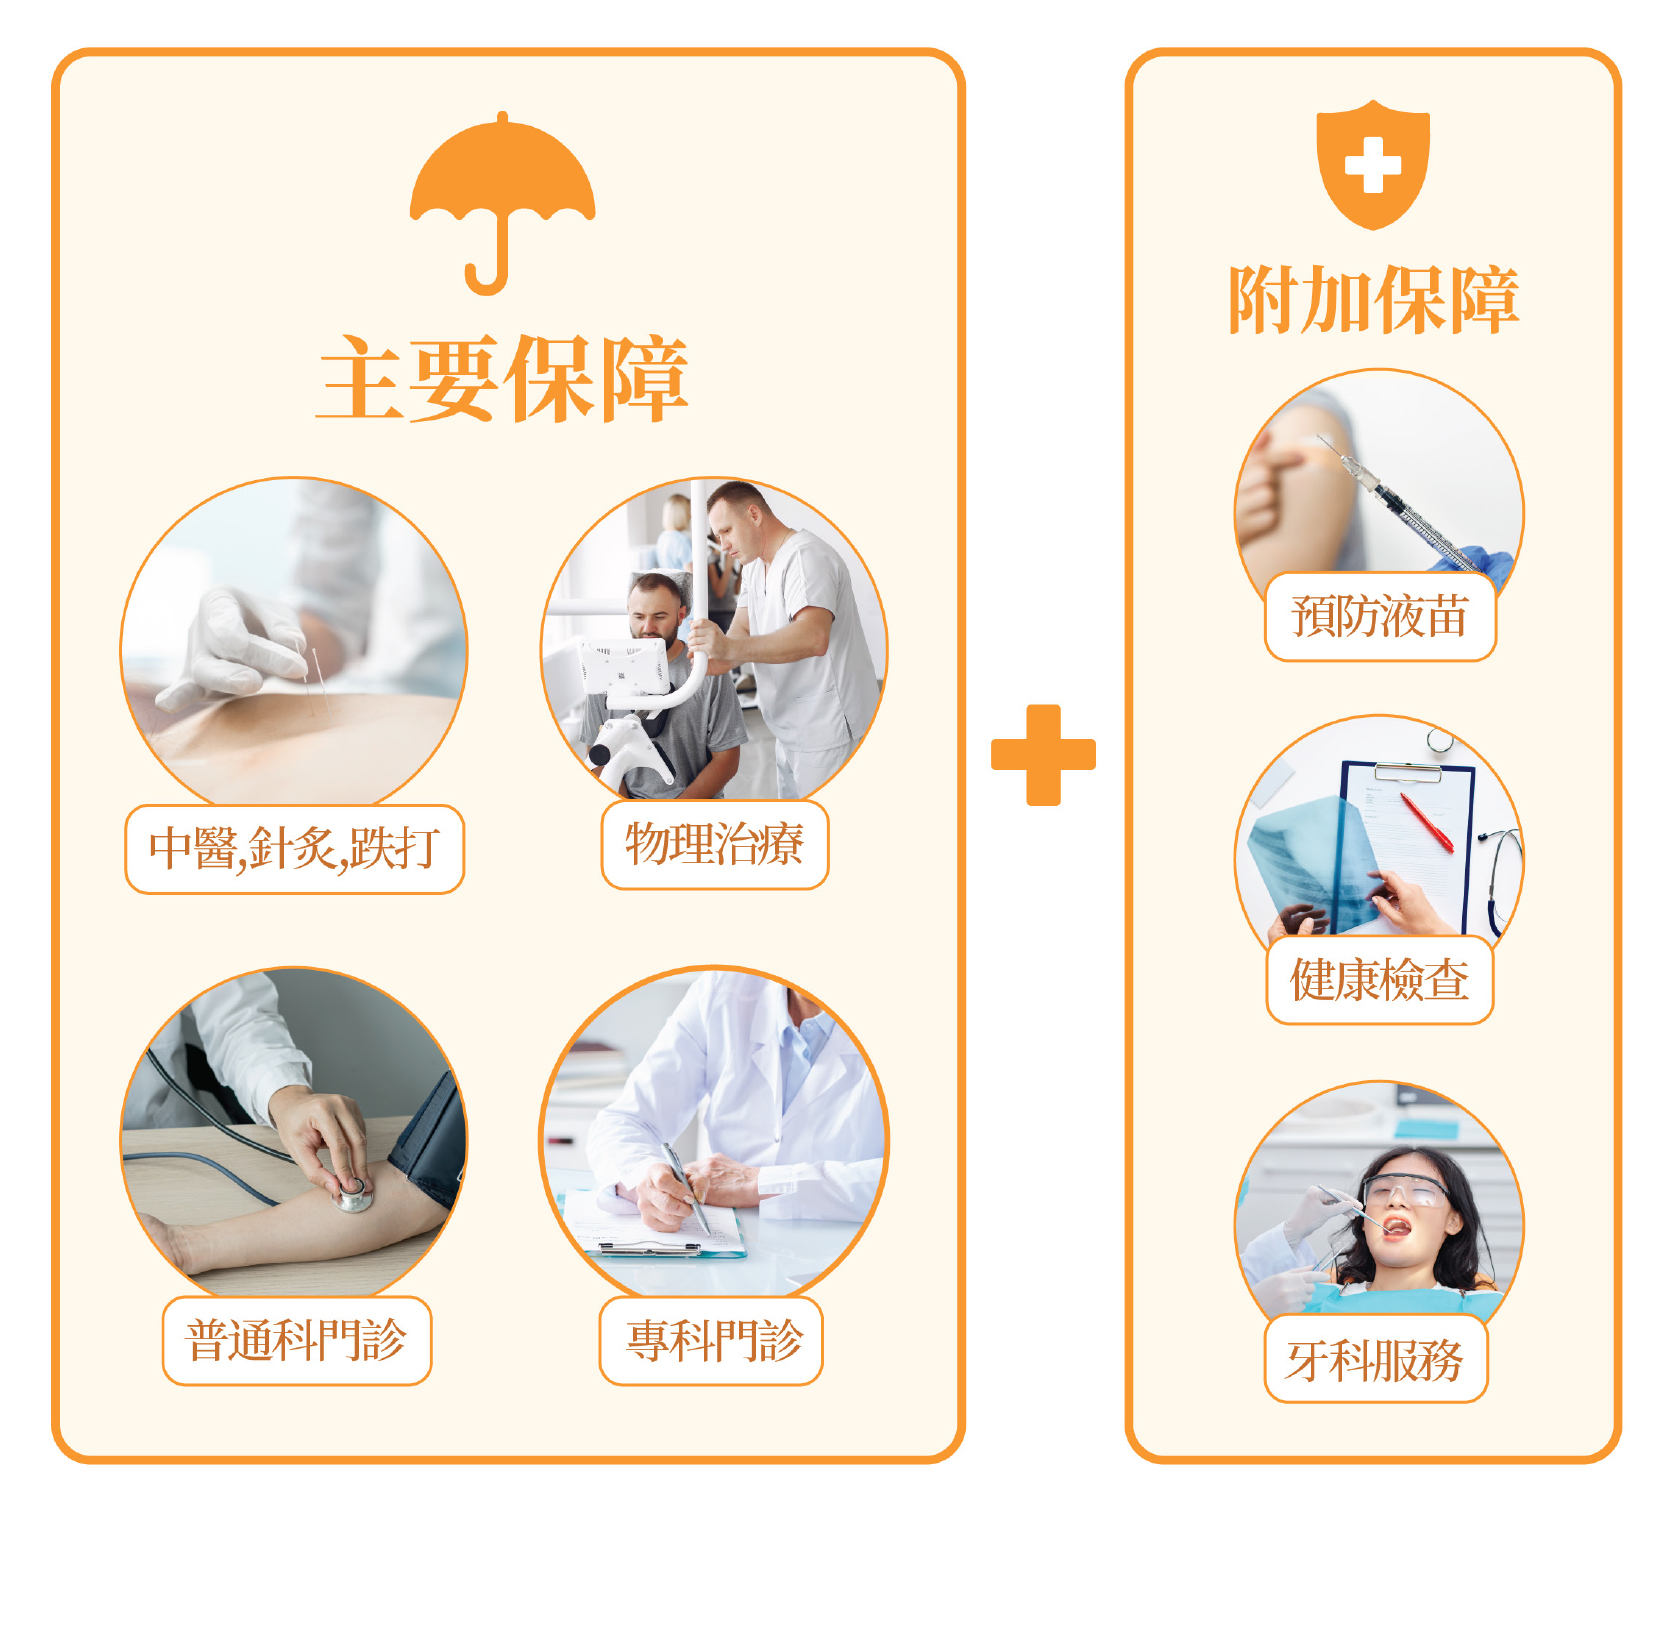 主要保障
中醫,針灸,跌打
物理治療
普通科門診
專科門診
附加保障
預防液苗
健康檢查
牙科服務